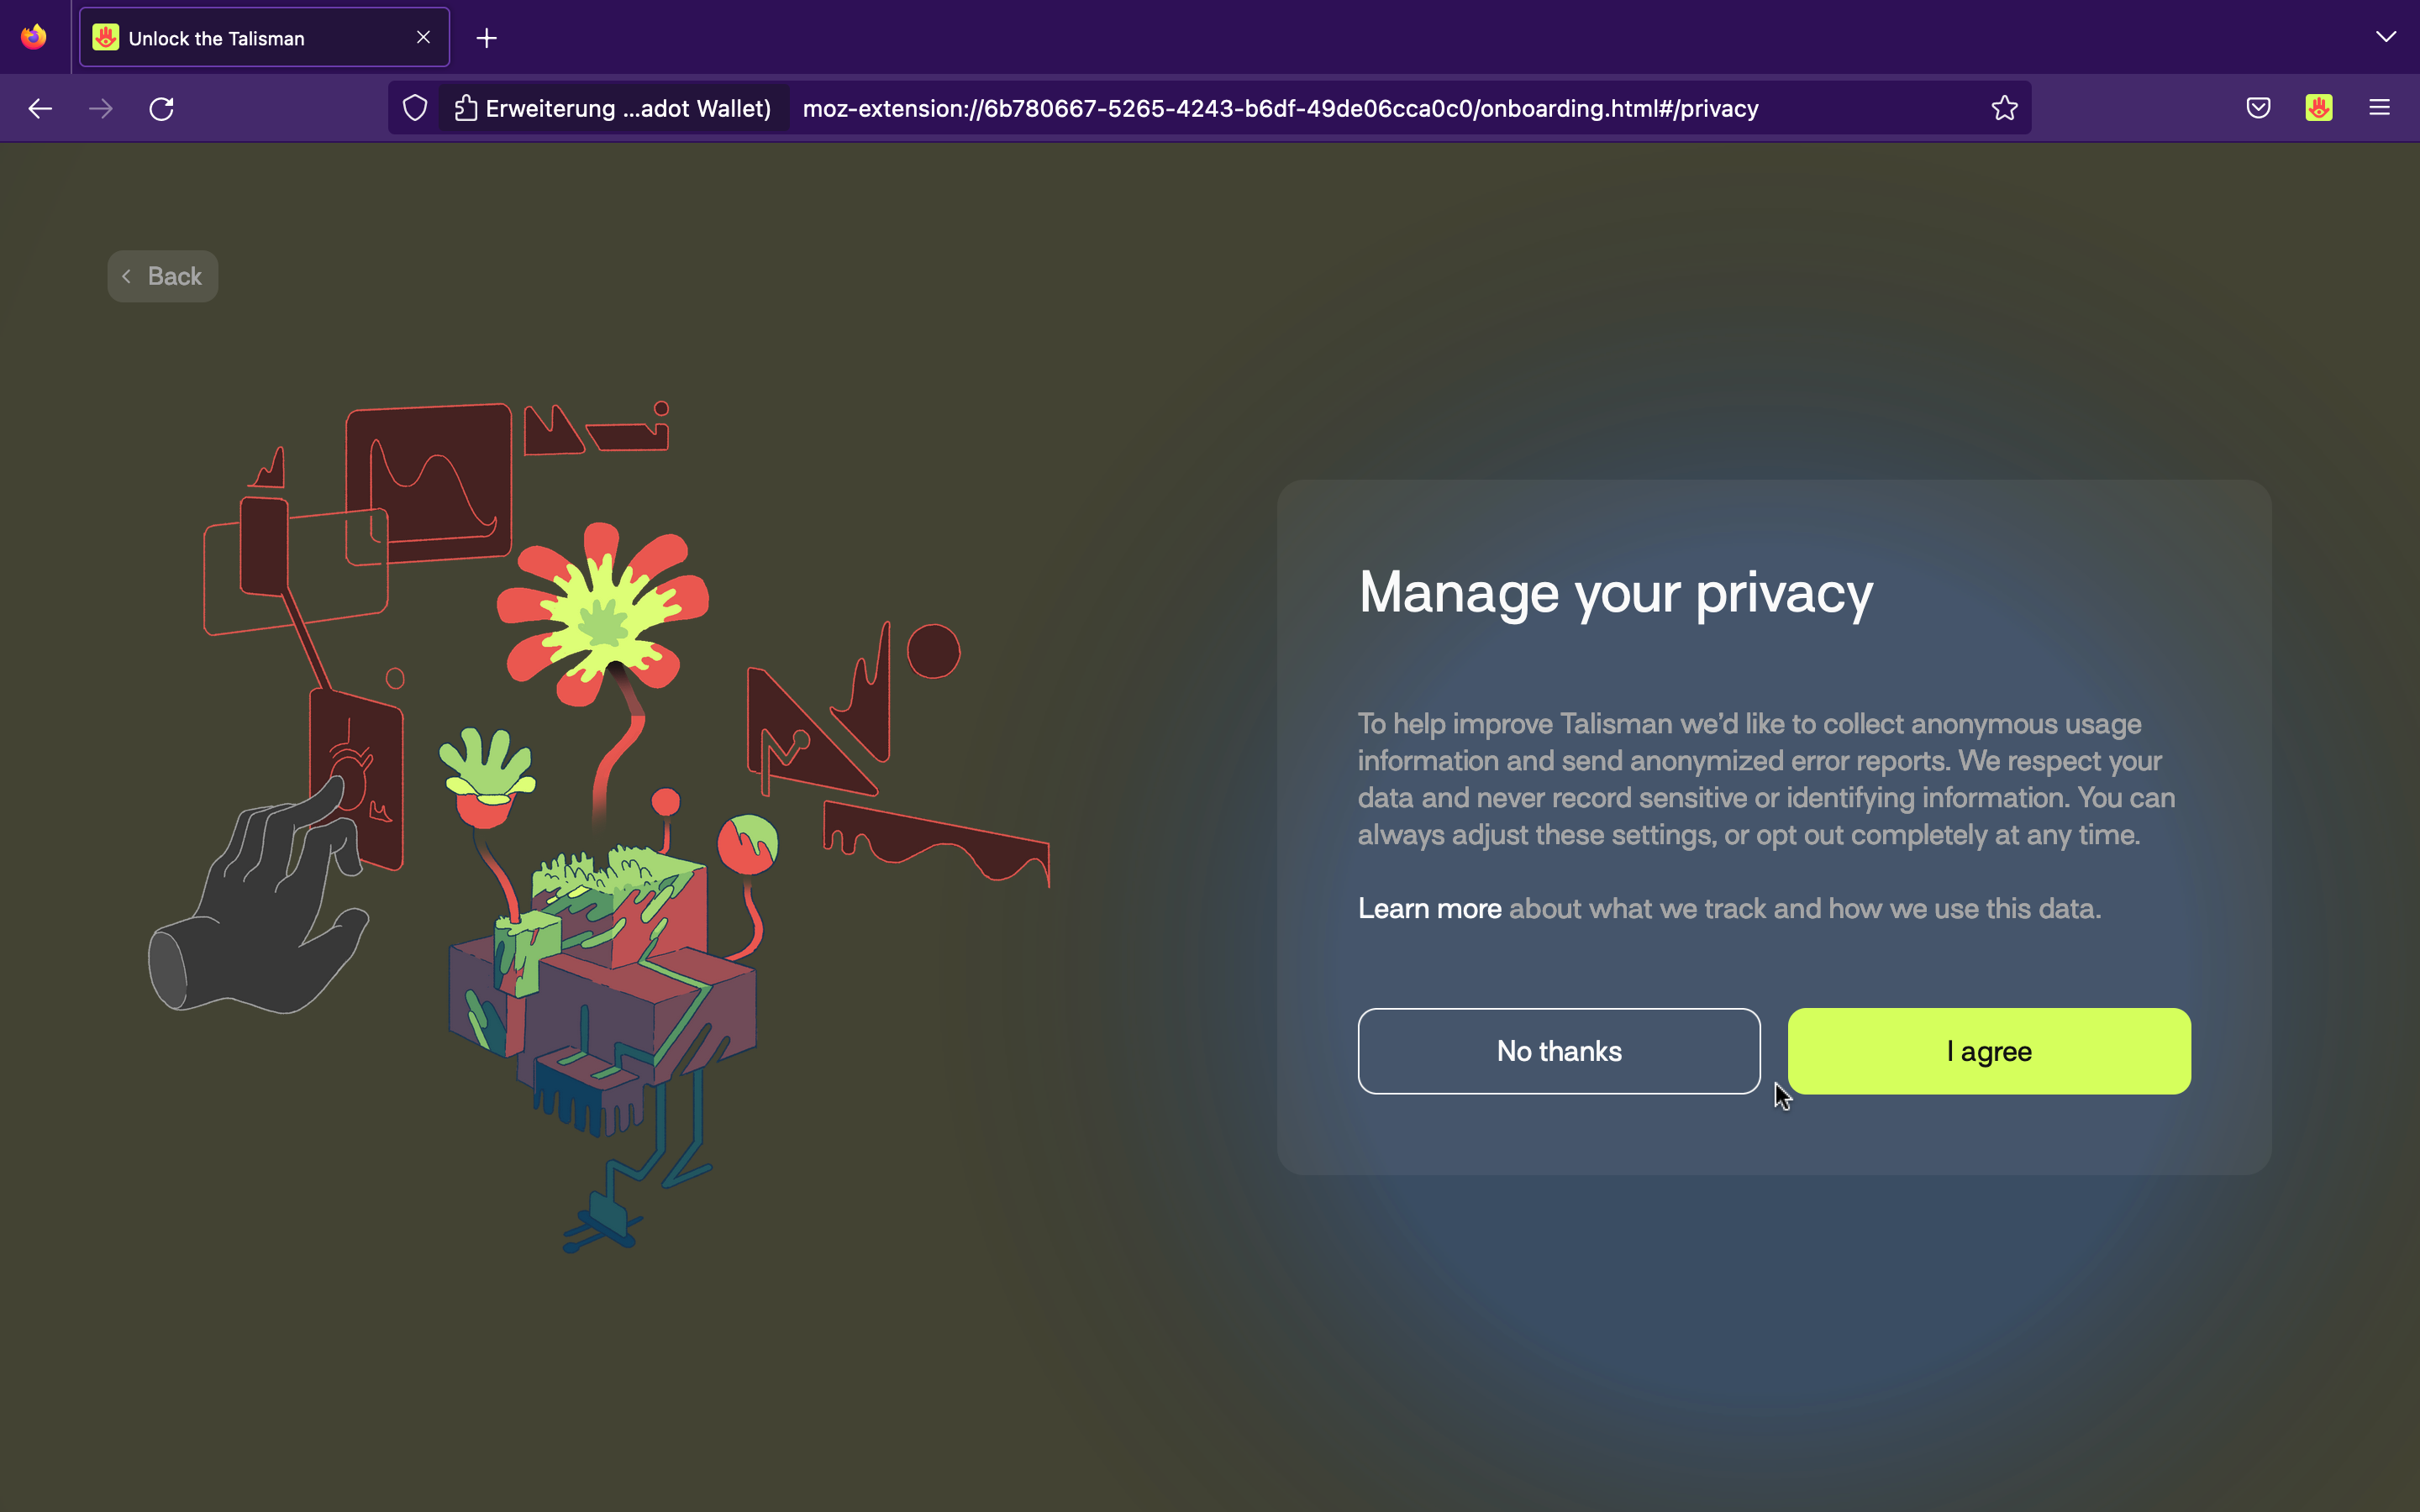 Unlock the Talisman
Erweiterung ...adot Wallet) moz-extension://6b780667-5265-4243-b6df-49de06cca0c0/onboarding.html#/privacy
Back
Manage your privacy
To help improve Talisman we’d like to collect anonymous usage
information and send anonymized error reports. We respect your
data and never record sensitive or identifying information. You can
always adjust these settings, or opt out completely at any time.
Learn more about what we track and how we use this data.
No thanks
I agree